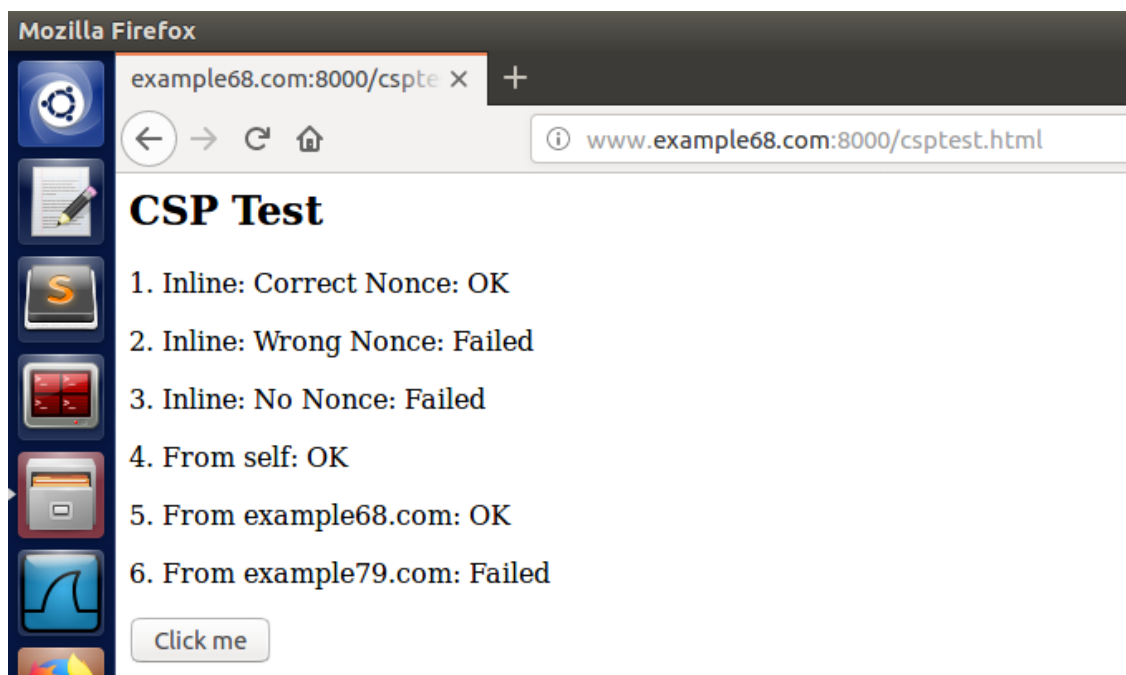 Mozilla Firefox
example68.com:8000/cspte
www.example68.com:8000/csptest.html
CSP Test
1. Inline: Correct Nonce: OK
2. Inline: Wrong Nonce: Failed
3. Inline: No Nonce: Failed
4. From self: OK
5. From example68.com: OK
6. From example79.com: Failed
Click me